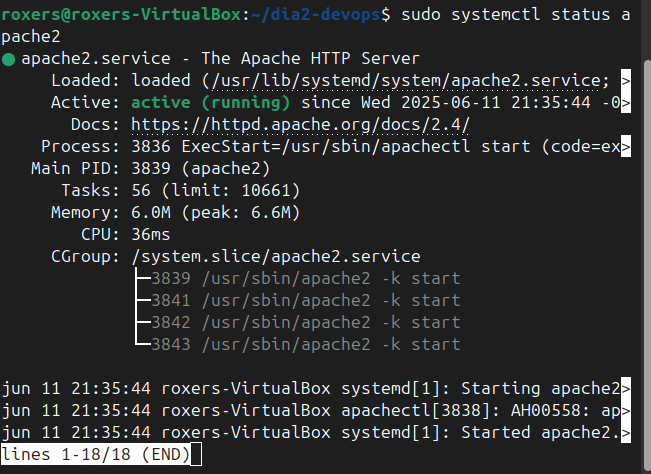 roxers@roxers-VirtualBox:~/dia2-devops$ sudo systemctl status a
pache2
● apache2.service - The Apache HTTP Server
     Loaded: loaded (/usr/lib/systemd/system/apache2.service; >
     Active: active (running) since Wed 2025-06-11 21:35:44 -0>
       Docs: https://httpd.apache.org/docs/2.4/
    Process: 3836 ExecStart=/usr/sbin/apachectl start (code=ex>
   Main PID: 3839 (apache2)
      Tasks: 56 (limit: 10661)
     Memory: 6.0M (peak: 6.6M)
        CPU: 36ms
     CGroup: /system.slice/apache2.service
             ├─3839 /usr/sbin/apache2 -k start
             ├─3841 /usr/sbin/apache2 -k start
             ├─3842 /usr/sbin/apache2 -k start
             └─3843 /usr/sbin/apache2 -k start

jun 11 21:35:44 roxers-VirtualBox systemd[1]: Starting apache2>
jun 11 21:35:44 roxers-VirtualBox apachectl[3838]: AH00558: ap>
jun 11 21:35:44 roxers-VirtualBox systemd[1]: Started apache2.>
lines 1-18/18 (END)